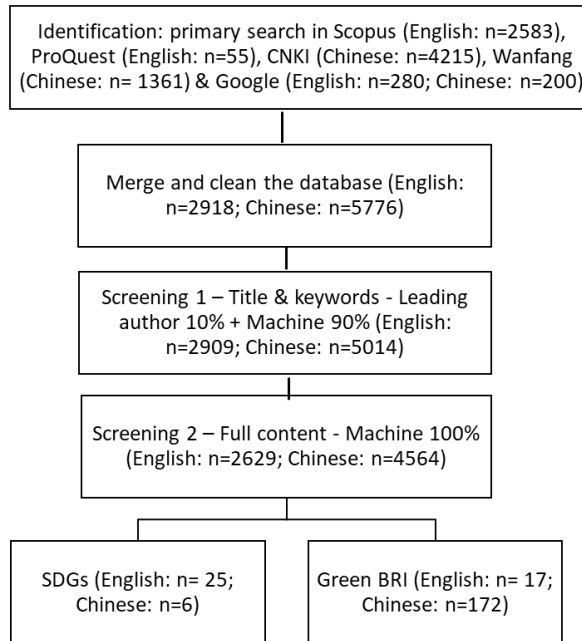 Identification: primary search in Scopus (English: n=2583),
ProQuest (English: n=55), CNKI (Chinese: n=4215), Wanfang
(Chinese: n= 1361) & Google (English: n=280; Chinese: n=200)
Merge and clean the database (English:
n=2918; Chinese: n=5776)
Screening 1 – Title & keywords - Leading
author 10% + Machine 90% (English:
n=2909; Chinese: n=5014)
Screening 2 – Full content - Machine 100%
(English: n=2629; Chinese: n=4564)
SDGs (English: n= 25;
Chinese: n=6)
Green BRI (English: n= 17;
Chinese: n=172)